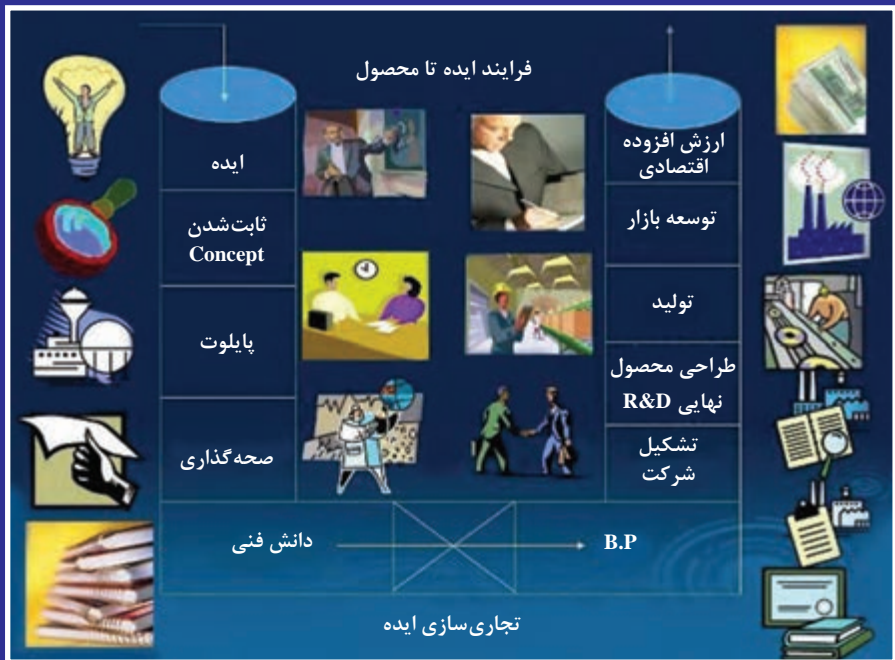 فرایند ایده تا محصول
ایده
ثابت‌شدن
Concept
پایلوت
صحه‌گذاری
دانش فنی
B.P
تشکیل
شرکت
طراحی محصول
نهایی R&D
تولید
توسعه بازار
ارزش افزوده
اقتصادی
تجاری‌سازی ایده